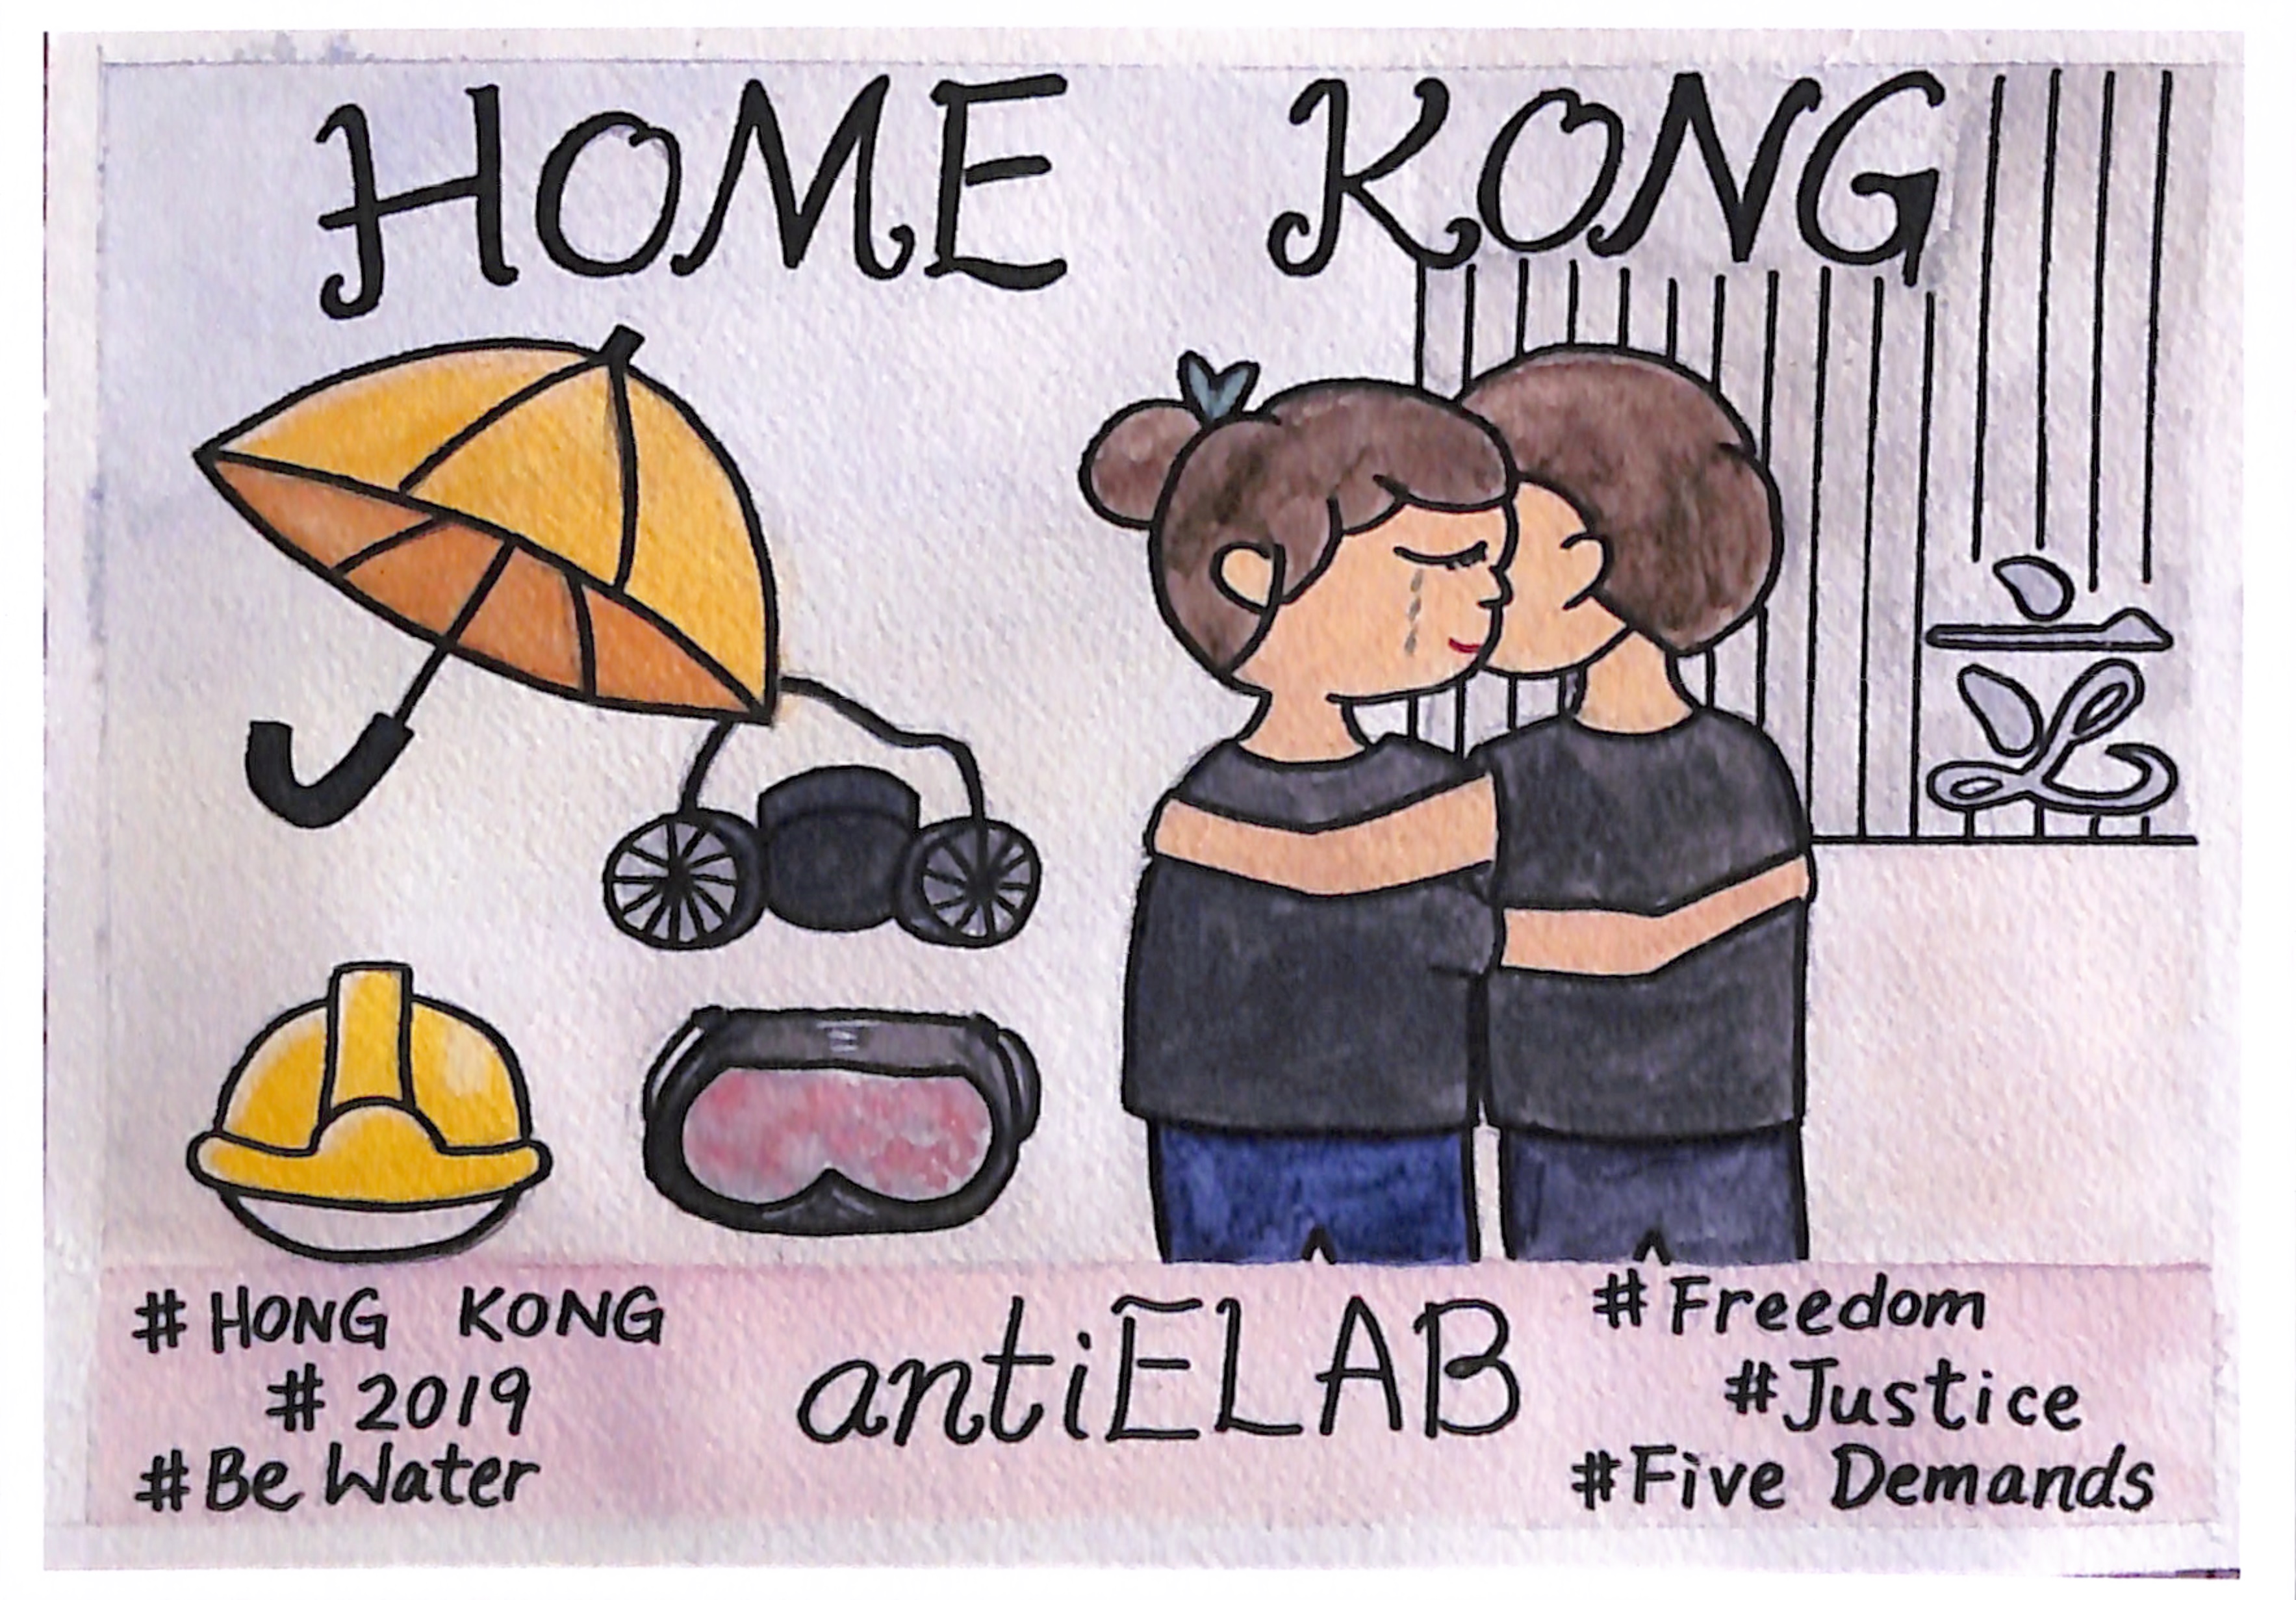 HOME KONG
# HONG KONG
# 2019
# Be Water
antiELAB
# Freedom
# Justice
# Five Demands